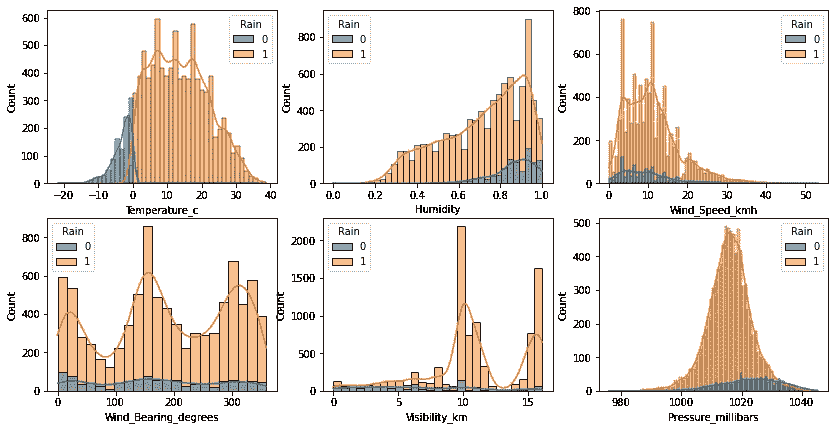 600
500
400
300
200
100
0
Count
-20 -10 0 10 20 30 40
Temperature_c
Rain
0
1
800
600
400
200
0
Count
0.0 0.2 0.4 0.6 0.8 1.0
Humidity
Rain
0
1
800
600
400
200
0
Count
0 10 20 30 40 50
Wind_Speed_kmh
Rain
0
1
800
600
400
200
0
Count
0 100 200 300
Wind_Bearing_degrees
Rain
0
1
2000
1500
1000
500
0
Count
0 5 10 15
Visibility_km
Rain
0
1
500
400
300
200
100
0
Count
980 1000 1020 1040
Pressure_millibars
Rain
0
1